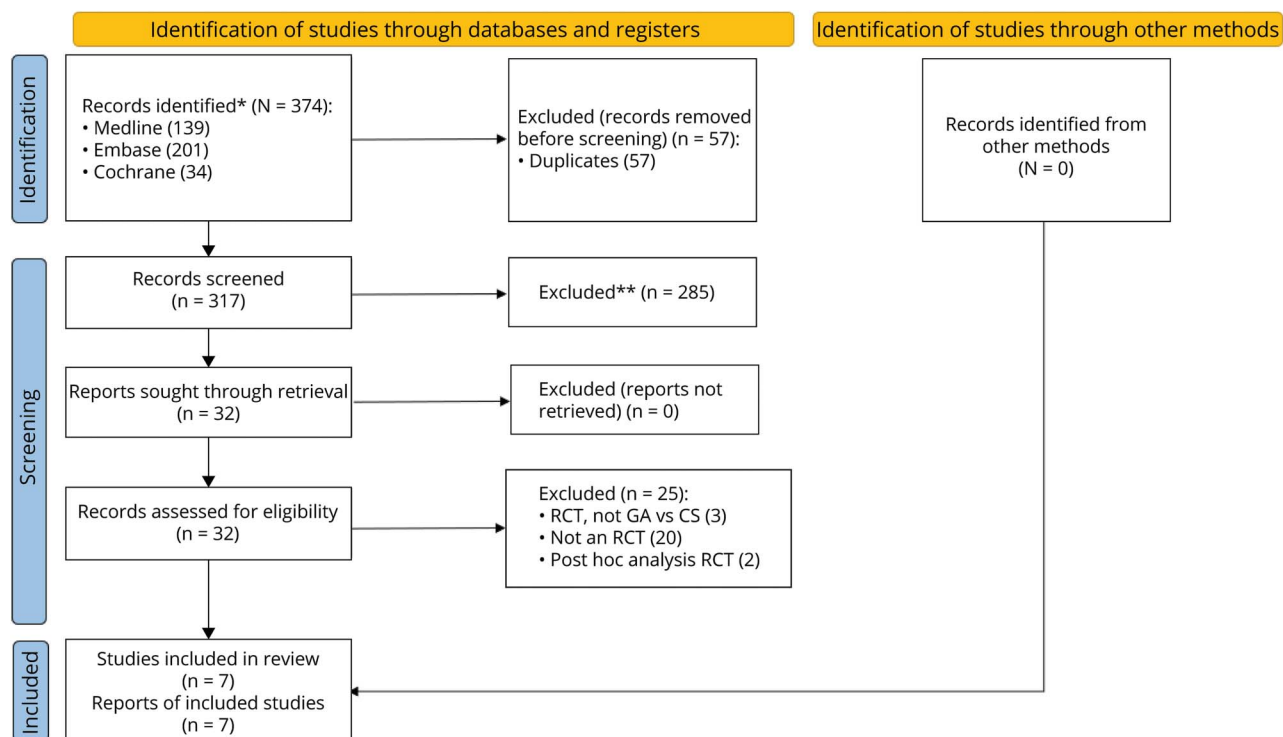 Identification of studies through databases and registers
Identification of studies through other methods
Identification
Records identified* (N = 374):
• Medline (139)
• Embase (201)
• Cochrane (34)
Excluded (records removed
before screening) (n = 57):
• Duplicates (57)
Records identified from
other methods
(N = 0)
Screening
Records screened
(n = 317)
Excluded** (n = 285)
Reports sought through retrieval
(n = 32)
Excluded (reports not
retrieved) (n = 0)
Records assessed for eligibility
(n = 32)
Excluded (n = 25):
• RCT, not GA vs CS (3)
• Not an RCT (20)
• Post hoc analysis RCT (2)
Included
Studies included in review
(n = 7)
Reports of included studies
(n = 7)